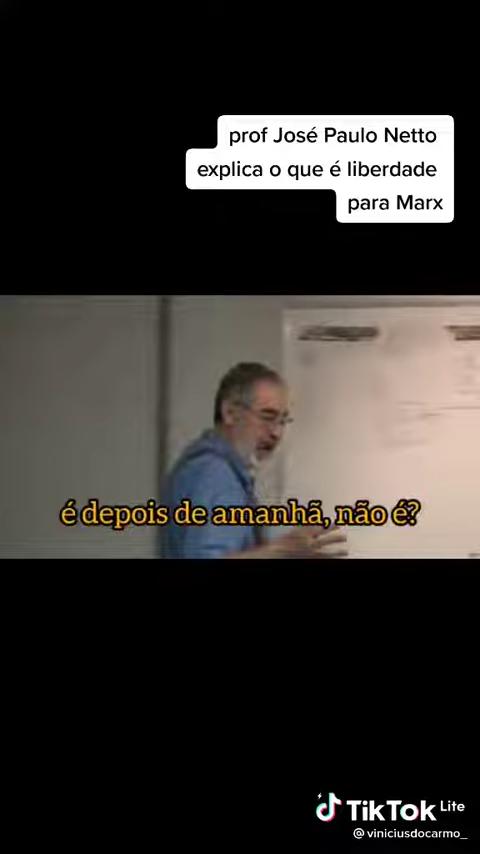 prof José Paulo Netto
explica o que é liberdade
para Marx
é depois de amanhã, não é?
TikTok Lite
@viniciusdocarmo_